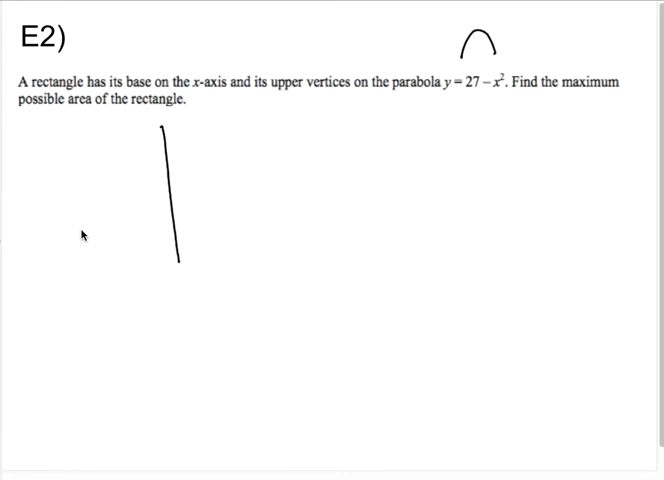 E2)
A rectangle has its base on the x-axis and its upper vertices on the parabola y = 27 – x². Find the maximum
possible area of the rectangle.